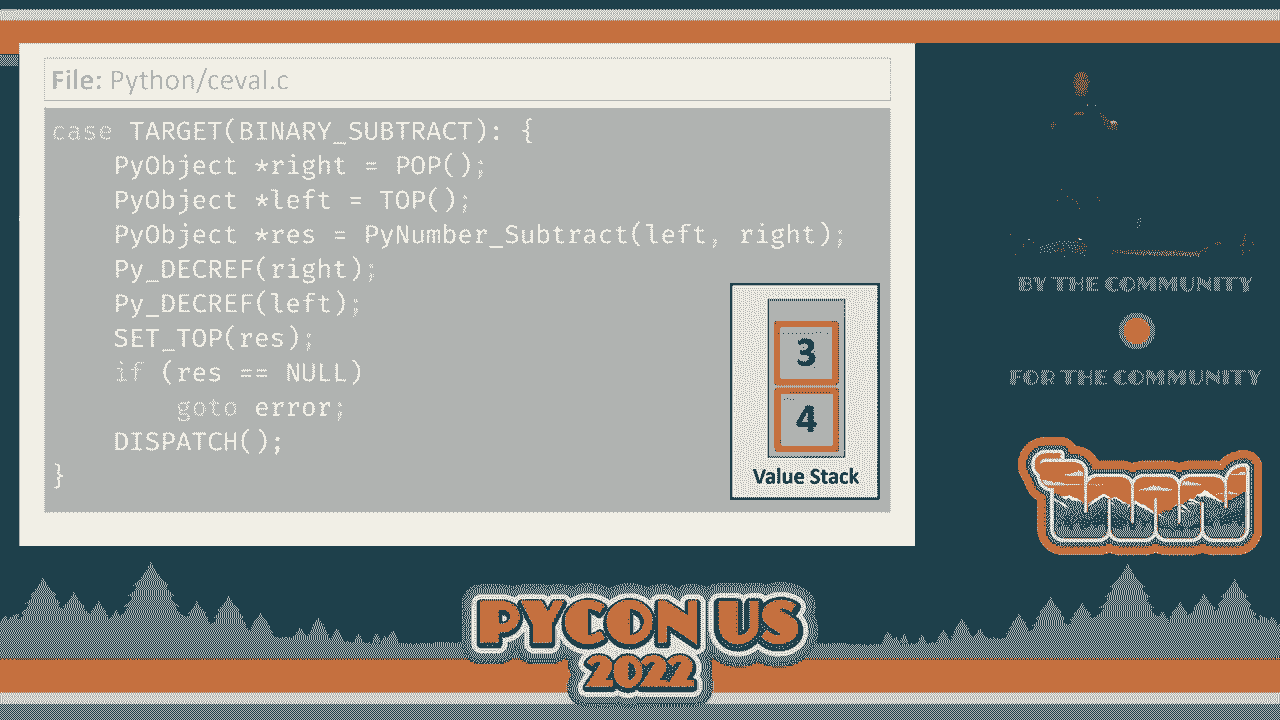 File: Python/ceval.c
case TARGET(BINARY_SUBTRACT): {
    PyObject *right = POP();
    PyObject *left = TOP();
    PyObject *res = PyNumber_Subtract(left, right);
    Py_DECREF(right);
    Py_DECREF(left);
    SET_TOP(res);
    if (res == NULL)
        goto error;
    DISPATCH();
}
3
4
Value Stack
BY THE COMMUNITY
FOR THE COMMUNITY
PYCON US
2022